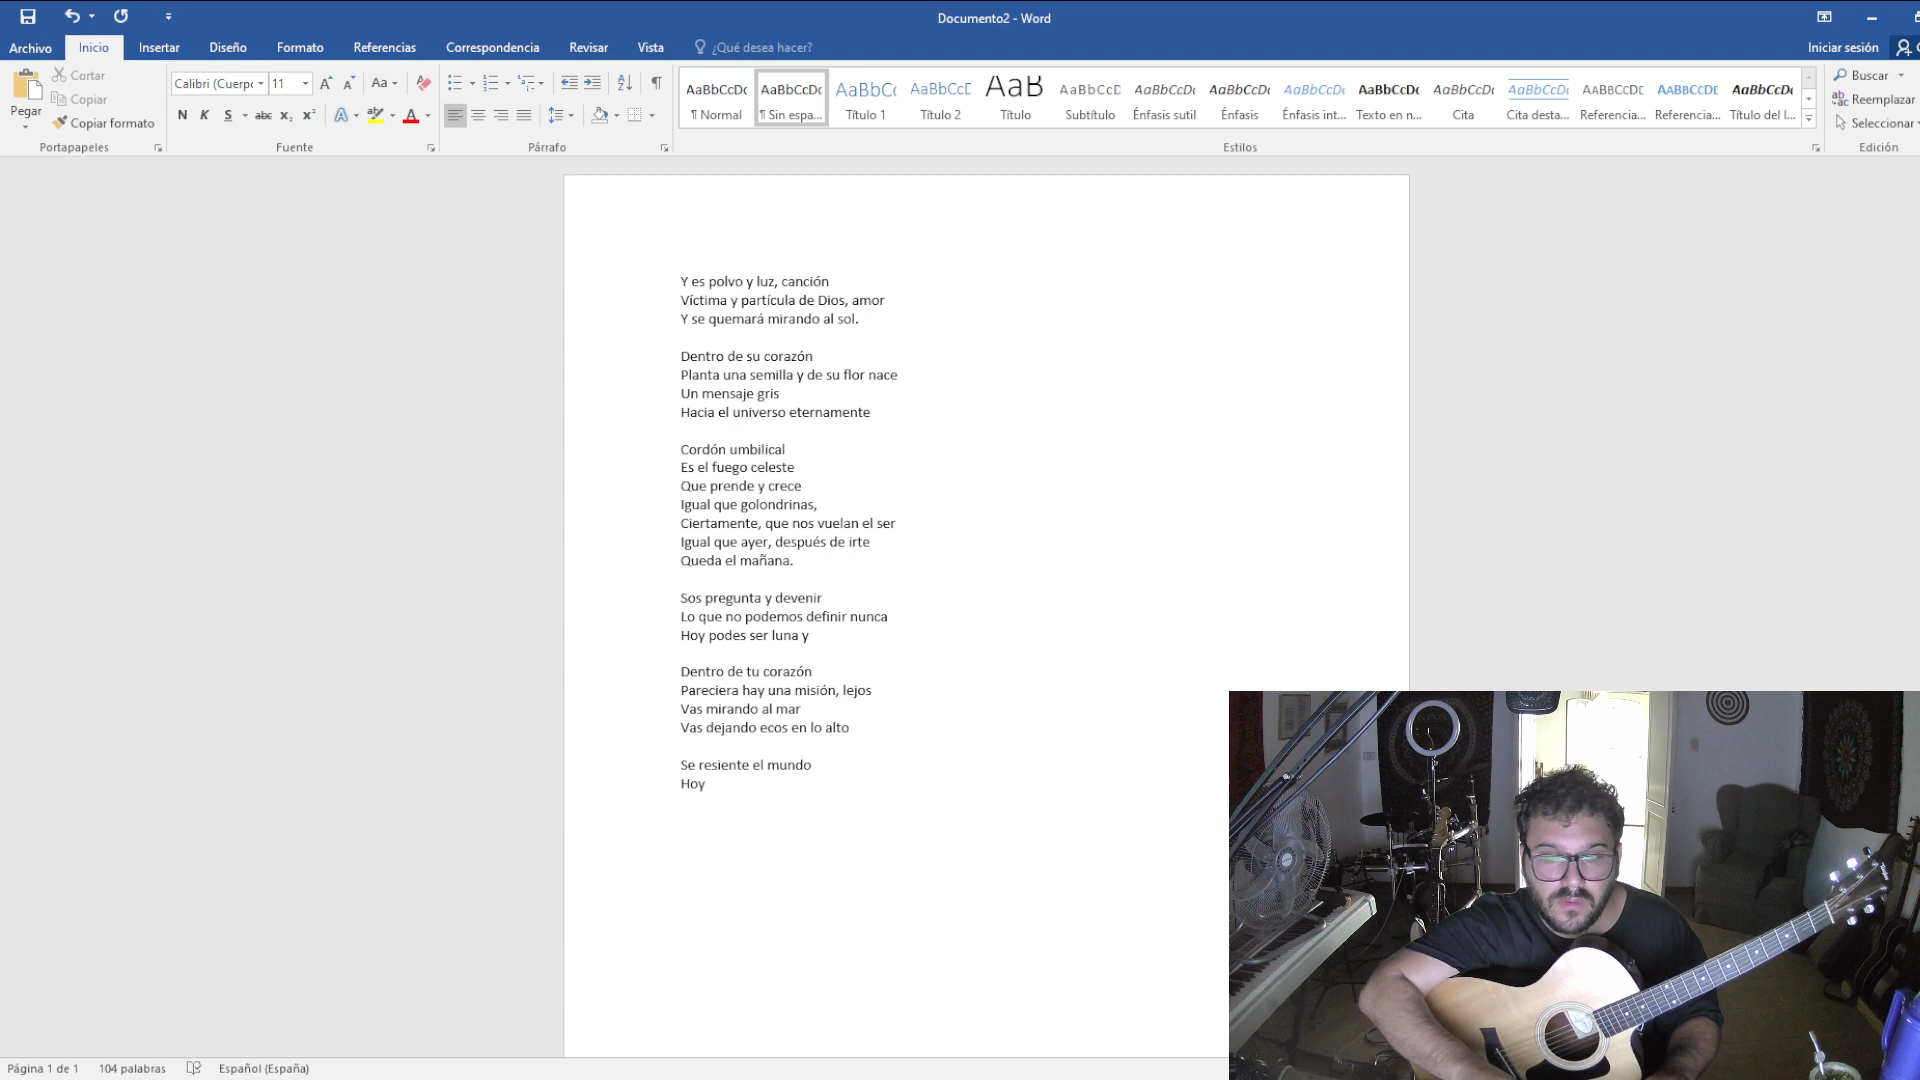 Documento2 - Word
Archivo Inicio Insertar Diseño Formato Referencias Correspondencia Revisar Vista ¿Qué desea hacer? Iniciar sesión
Pegar
Cortar
Copiar
Copiar formato
Portapapeles
Calibri (Cuerp 11
Aa
N K S abc x₂ x² A A
Fuente
Párrafo
AaBbCcDc AaBbCcDc AaBbC( AaBbCcD AaB AaBbCcD AaBbCcDc AaBbCcDc AaBbCcDc AaBbCcDc AaBbCcDc AaBbCcDc AaBbCcDD AaBbCcDD AaBbCcDc
¶ Normal ¶ Sin espa... Título 1 Título 2 Título Subtítulo Énfasis sutil Énfasis Énfasis int... Texto en n... Cita Cita desta... Referencia... Referencia... Título del l...
Estilos
Buscar
Reemplazar
Seleccionar
Edición
Y es polvo y luz, canción
Víctima y partícula de Dios, amor
Y se quemará mirando al sol.
Dentro de su corazón
Planta una semilla y de su flor nace
Un mensaje gris
Hacia el universo eternamente
Cordón umbilical
Es el fuego celeste
Que prende y crece
Igual que golondrinas,
Ciertamente, que nos vuelan el ser
Igual que ayer, después de irte
Queda el mañana.
Sos pregunta y devenir
Lo que no podemos definir nunca
Hoy podes ser luna y
Dentro de tu corazón
Pareciera hay una misión, lejos
Vas mirando al mar
Vas dejando ecos en lo alto
Se resiente el mundo
Hoy
Página 1 de 1 104 palabras Español (España)